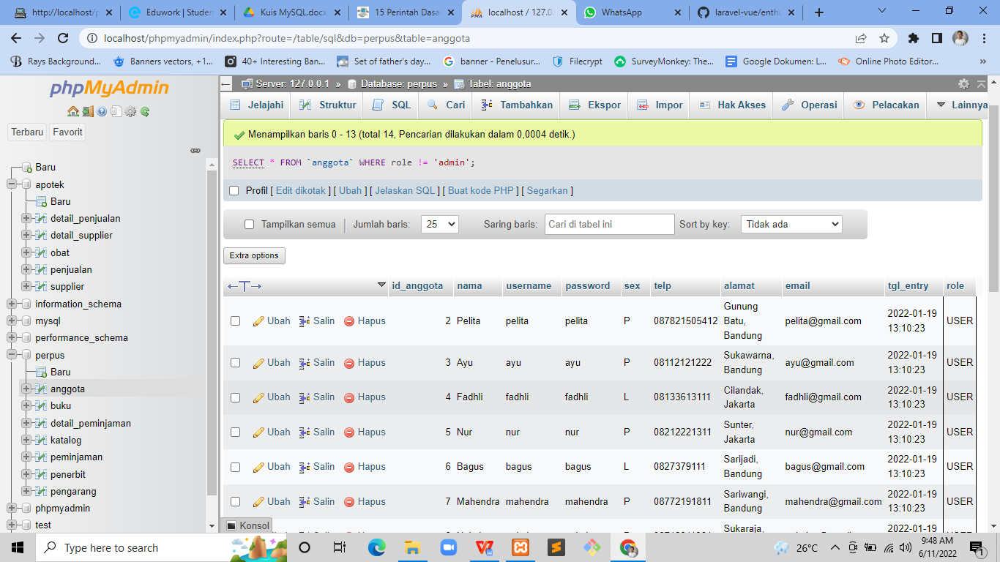 http://localhost/p
Edulwork | Studen
Kuis MySQL.docx
15 Perintah Dasa
localhost / 127.0.
WhatsApp
laravel-vue/enthu
localhost/phpmyadmin/index.php?route=/table/sql&db=perpus&table=anggota
Rays Background...
Banners vectors, +1...
40+ Interesting Ban...
Set of father's day...
banner - Penelusur...
Filecrypt
SurveyMonkey: The...
Google Dokumen: L...
Online Photo Editor...
»
phpMyAdmin
Terbaru Favorit
Baru
apotek
Baru
detail_penjualan
detail_supplier
obat
penjualan
supplier
information_schema
mysql
performance_schema
perpus
Baru
anggota
buku
detail_peminjaman
katalog
peminjaman
penerbit
pengarang
phpmyadmin
test
Server: 127.0.0.1 » Database: perpus » Tabel: anggota
Jelajahi Struktur SQL Cari Tambahkan Ekspor Impor Hak Akses Operasi Pelacakan Lainnya
Menampilkan baris 0 - 13 (total 14, Pencarian dilakukan dalam 0,0004 detik.)
SELECT * FROM `anggota` WHERE role != 'admin';
Profil [ Edit dikotak ] [ Ubah ] [ Jelaskan SQL ] [ Buat kode PHP ] [ Segarkan ]
Tampilkan semua Jumlah baris: 25 Saring baris: Cari di tabel ini Sort by key: Tidak ada
Extra options
←T→ id_anggota nama username password sex telp alamat email tgl_entry role
Ubah Salin Hapus 2 Pelita pelita pelita P 087821505412 Gunung Batu, Bandung pelita@gmail.com 2022-01-19 13:10:23 USER
Ubah Salin Hapus 3 Ayu ayu ayu P 08112121222 Sukawarna, Bandung ayu@gmail.com 2022-01-19 13:10:23 USER
Ubah Salin Hapus 4 Fadhli fadhli fadhli L 08133613111 Cilandak, Jakarta fadhli@gmail.com 2022-01-19 13:10:23 USER
Ubah Salin Hapus 5 Nur nur nur P 08212221311 Sunter, Jakarta nur@gmail.com 2022-01-19 13:10:23 USER
Ubah Salin Hapus 6 Bagus bagus bagus L 0827379111 Sarijadi, Bandung bagus@gmail.com 2022-01-19 13:10:23 USER
Ubah Salin Hapus 7 Mahendra mahendra mahendra P 08772191811 Sariwangi, Bandung mahendra@gmail.com 2022-01-19 13:10:23 USER
Sukaraja, 2022-01-19
Konsol
Type here to search
26°C
9:48 AM
6/11/2022
1